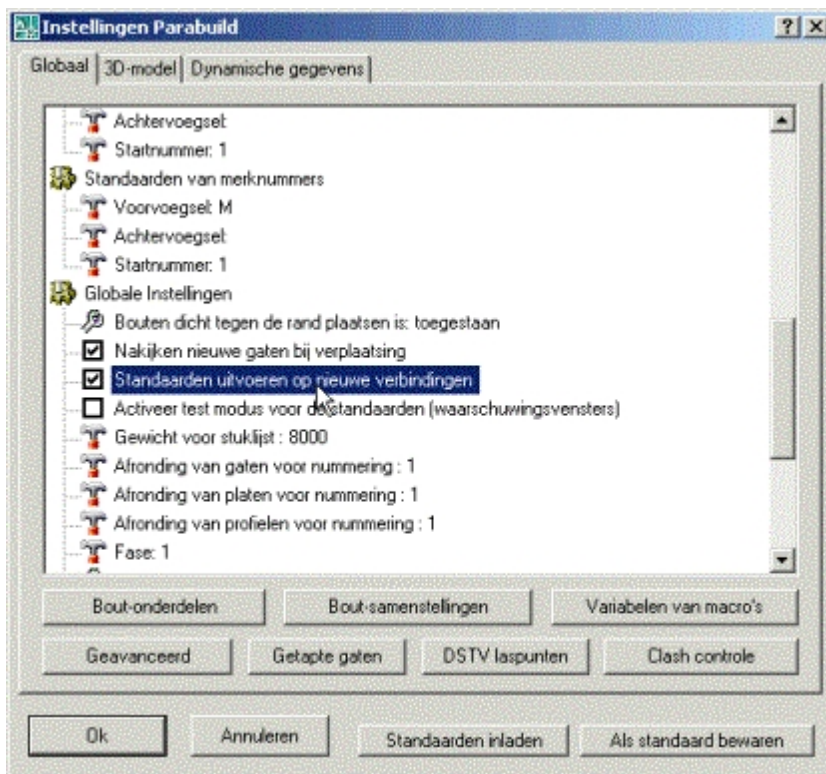 Instellingen Parabuild
Globaal 3D-model Dynamische gegevens
Achtervoegsel:
Startnummer: 1
Standaarden van merknummers
Voorvoegsel: M
Achtervoegsel:
Startnummer: 1
Globale Instellingen
Bouten dicht tegen de rand plaatsen is: toegestaan
Nakijken nieuwe gaten bij verplaatsing
Standaarden uitvoeren op nieuwe verbindingen
Activeer test modus voor de standaarden (waarschuwingsvensters)
Gewicht voor stuklijst : 8000
Afronding van gaten voor nummering : 1
Afronding van platen voor nummering : 1
Afronding van profielen voor nummering : 1
Fase: 1
Bout-onderdelen Bout-samenstellingen Variabelen van macro's
Geavanceerd Getapte gaten DSTV laspunten Clash controle
Ok Annuleren Standaarden inladen Als standaard bewaren